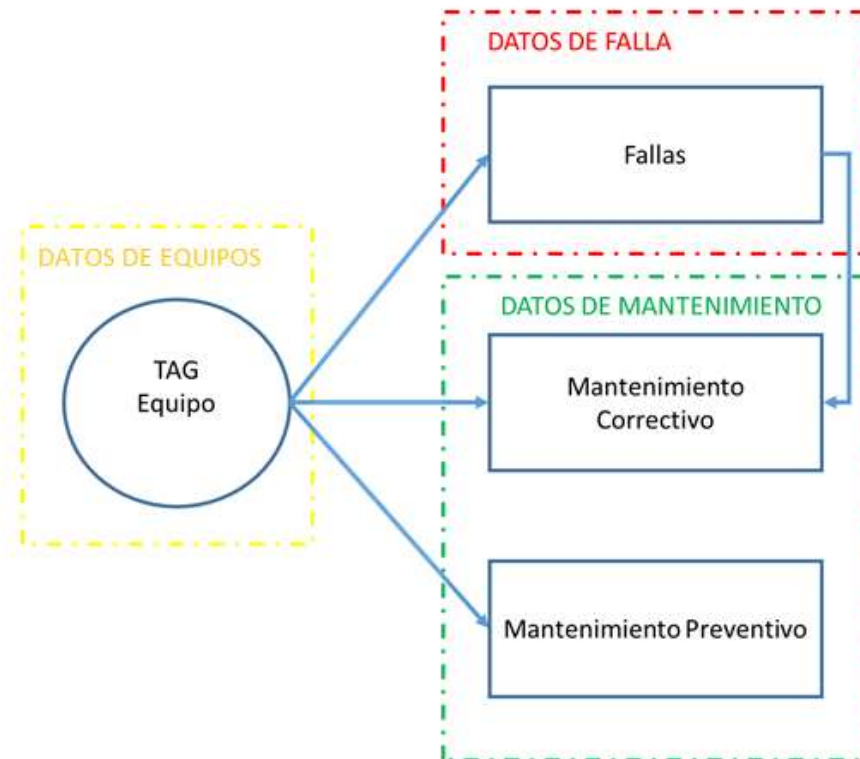 DATOS DE FALLA
Fallas
DATOS DE EQUIPOS
TAG
Equipo
DATOS DE MANTENIMIENTO
Mantenimiento
Correctivo
Mantenimiento Preventivo